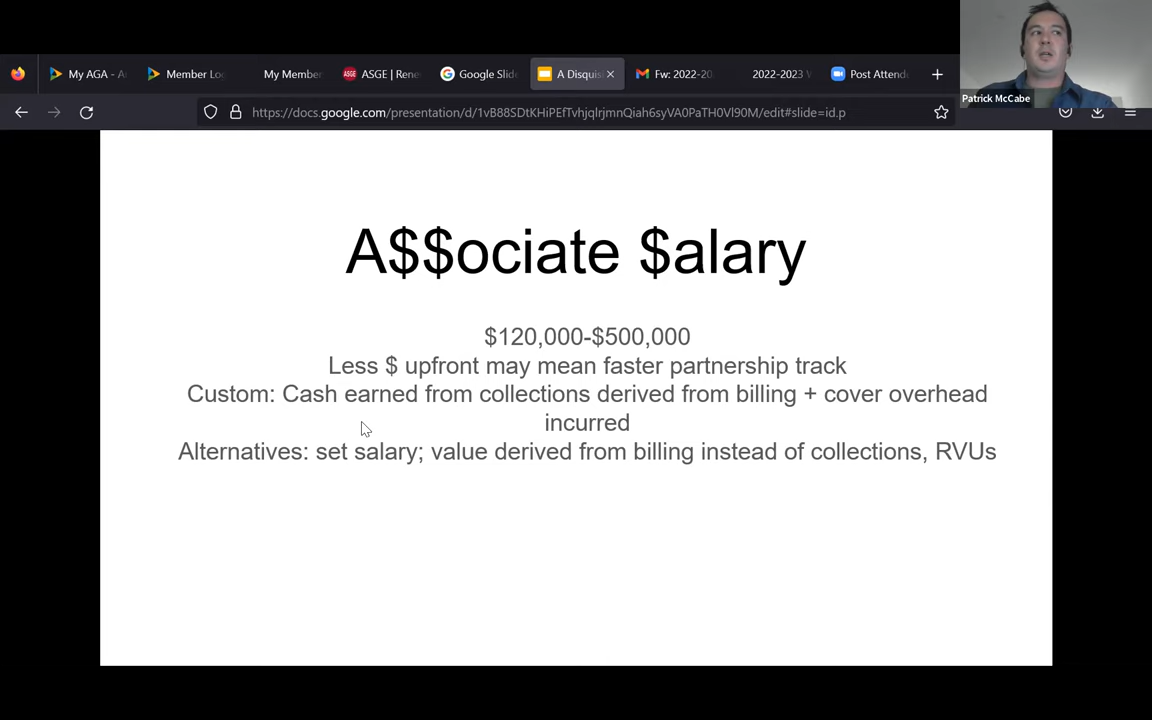 My AGA - A
Member Lo
My Member
ASGE | Rene
Google Slid
A Disquis
Fw: 2022-20
2022-2023
Post Attend
Patrick McCabe
https://docs.google.com/presentation/d/1vB88SDtKHiPEfTvhjqlrjmnQiah6syVA0PaTH0Vl90M/edit#slide=id.p
A$$ociate $alary
$120,000-$500,000
Less $ upfront may mean faster partnership track
Custom: Cash earned from collections derived from billing + cover overhead
incurred
Alternatives: set salary; value derived from billing instead of collections, RVUs